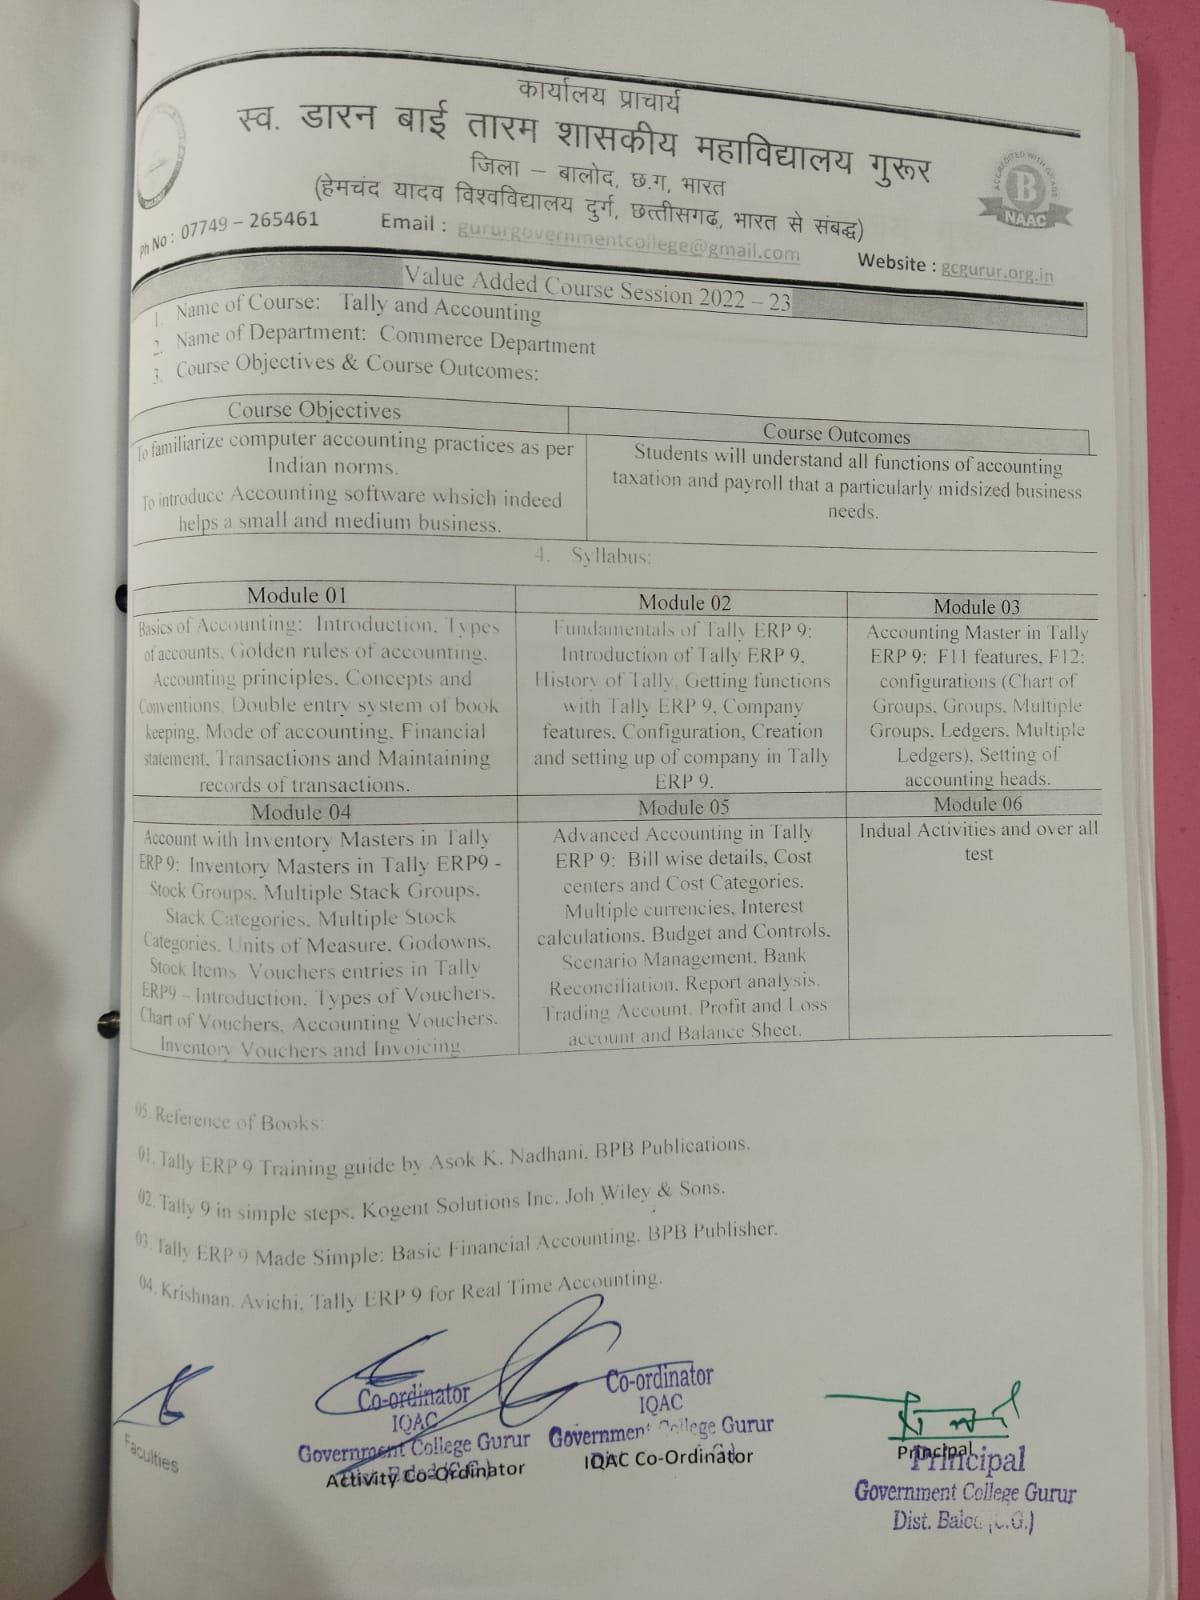 कार्यालय प्राचार्य
स्व. डारन बाई तारम शासकीय महाविद्यालय गुरूर
जिला – बालोद, छ.ग, भारत
(हेमचंद यादव विश्वविद्यालय दुर्ग, छत्तीसगढ, भारत से संबद्ध)
ACCREDITED WITH GRADE
B
NAAC
Ph No : 07749 – 265461 Email : gururgovernmentcollege@gmail.com Website : gcgurur.org.in
Value Added Course Session 2022 – 23
1. Name of Course: Tally and Accounting
2. Name of Department: Commerce Department
3. Course Objectives & Course Outcomes:
Course Objectives
To familiarize computer accounting practices as per
Indian norms.
To introduce Accounting software whsich indeed
helps a small and medium business.
Course Outcomes
Students will understand all functions of accounting
taxation and payroll that a particularly midsized business
needs.
4. Syllabus:
Module 01
Basics of Accounting: Introduction, Types
of accounts, Golden rules of accounting,
Accounting principles, Concepts and
Conventions, Double entry system of book
keeping, Mode of accounting, Financial
statement, Transactions and Maintaining
records of transactions.
Module 02
Fundamentals of Tally ERP 9:
Introduction of Tally ERP 9,
History of Tally, Getting functions
with Tally ERP 9, Company
features, Configuration, Creation
and setting up of company in Tally
ERP 9.
Module 03
Accounting Master in Tally
ERP 9: F11 features, F12:
configurations (Chart of
Groups, Groups, Multiple
Groups, Ledgers, Multiple
Ledgers), Setting of
accounting heads.
Module 04
Account with Inventory Masters in Tally
ERP 9: Inventory Masters in Tally ERP9 -
Stock Groups, Multiple Stack Groups,
Stack Categories, Multiple Stock
Categories, Units of Measure, Godowns,
Stock Items, Vouchers entries in Tally
ERP9 – Introduction, Types of Vouchers,
Chart of Vouchers, Accounting Vouchers,
Inventory Vouchers and Invoicing
Module 05
Advanced Accounting in Tally
ERP 9: Bill wise details, Cost
centers and Cost Categories,
Multiple currencies, Interest
calculations, Budget and Controls,
Scenario Management, Bank
Reconciliation, Report analysis,
Trading Account, Profit and Loss
account and Balance Sheet.
Module 06
Indual Activities and over all
test
05. Reference of Books:
01. Tally ERP 9 Training guide by Asok K. Nadhani, BPB Publications.
02. Tally 9 in simple steps, Kogent Solutions Inc, Joh Wiley & Sons.
03. Tally ERP 9 Made Simple: Basic Financial Accounting, BPB Publisher.
04. Krishnan, Avichi, Tally ERP 9 for Real Time Accounting.
Faculties
Co-ordinator
IQAC
Government College Gurur
Activity Co-Ordinator
Co-ordinator
IQAC
Government College Gurur
IQAC Co-Ordinator
Principal
Principal
Government College Gurur
Dist. Balod (C.G.)